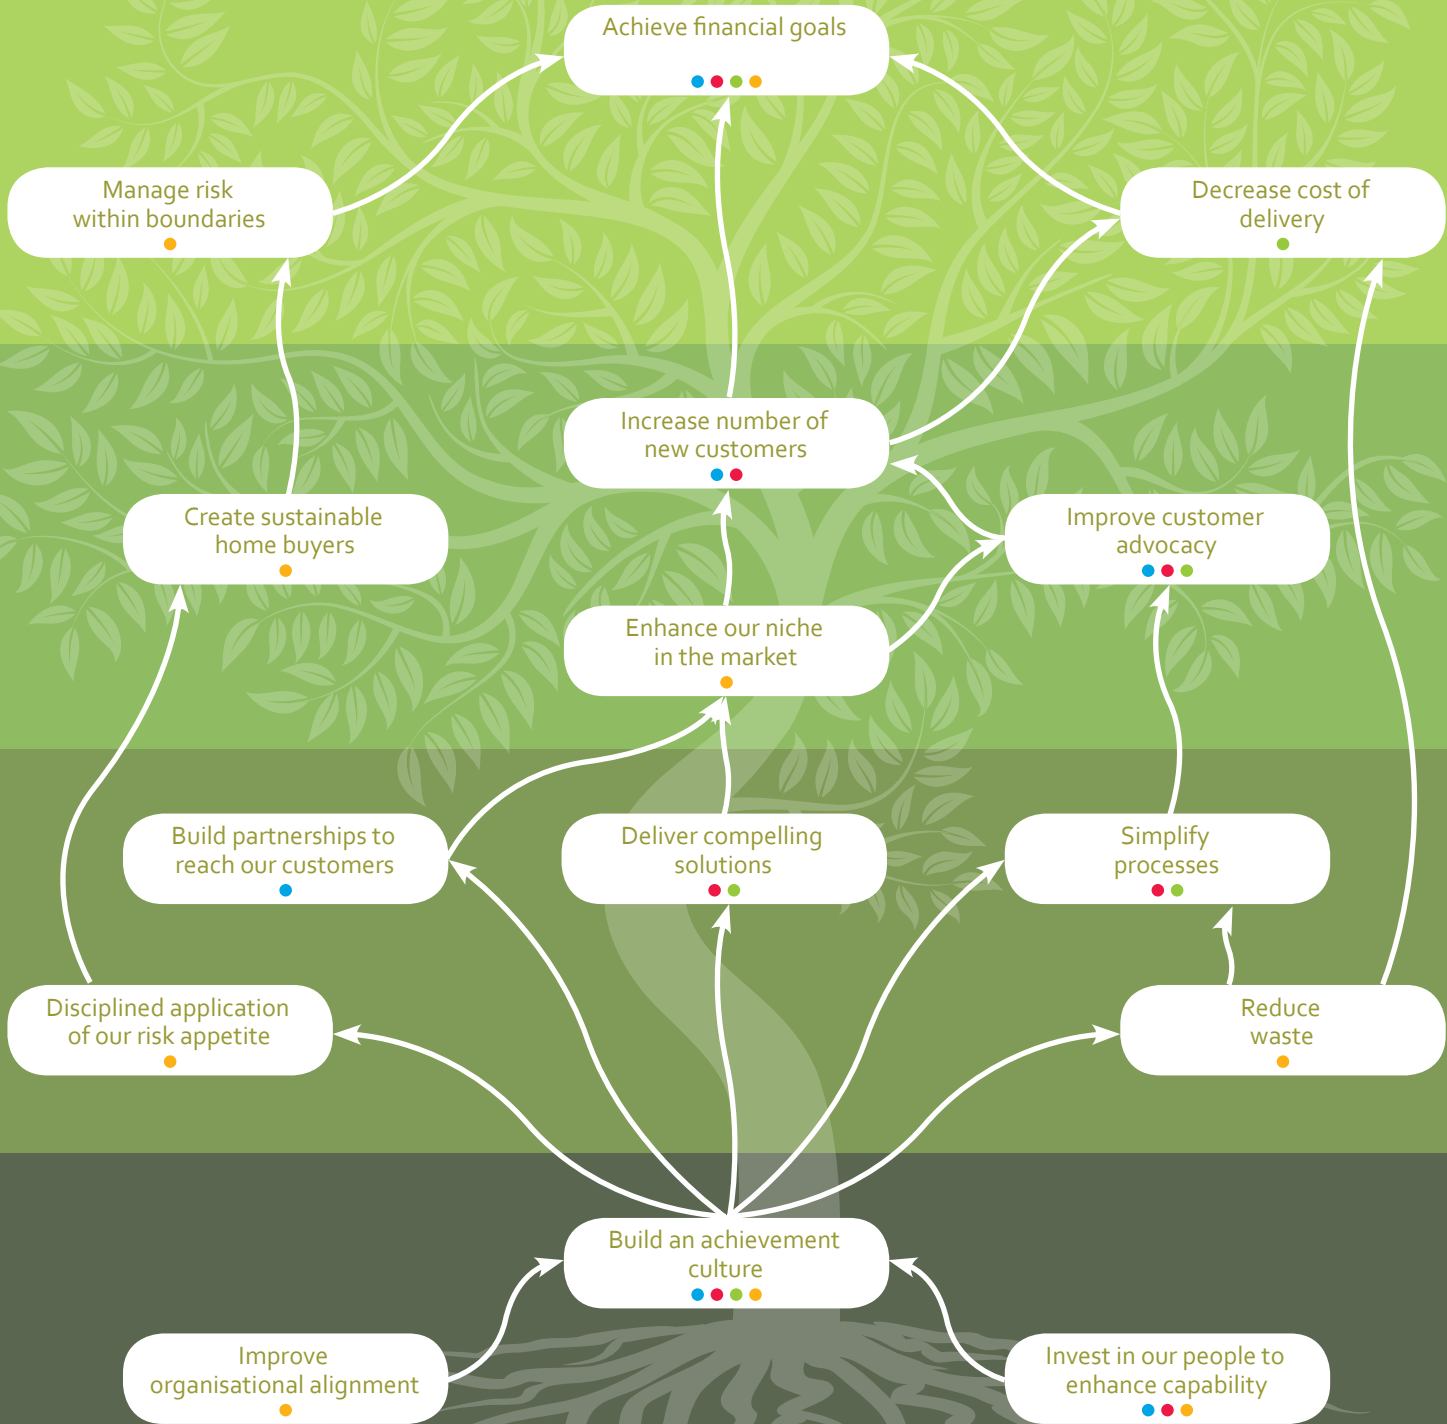 Achieve financial goals
Manage risk
within boundaries
Decrease cost of
delivery
Increase number of
new customers
Create sustainable
home buyers
Improve customer
advocacy
Enhance our niche
in the market
Build partnerships to
reach our customers
Deliver compelling
solutions
Simplify
processes
Disciplined application
of our risk appetite
Reduce
waste
Build an achievement
culture
Improve
organisational alignment
Invest in our people to
enhance capability